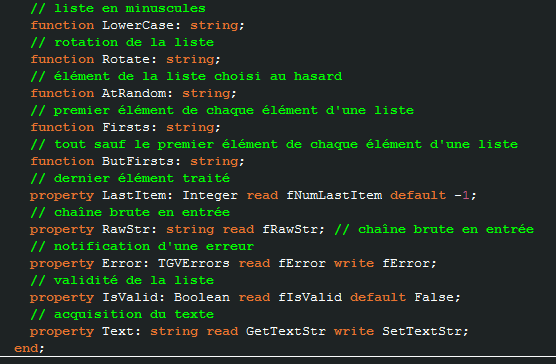 // liste en minuscules
function LowerCase: string;
// rotation de la liste
function Rotate: string;
// élément de la liste choisi au hasard
function AtRandom: string;
// premier élément de chaque élément d'une liste
function Firsts: string;
// tout sauf le premier élément de chaque élément d'une liste
function ButFirsts: string;
// dernier élément traité
property LastItem: Integer read fNumLastItem default -1;
// chaîne brute en entrée
property RawStr: string read fRawStr; // chaîne brute en entrée
// notification d'une erreur
property Error: TGVErrors read fError write fError;
// validité de la liste
property IsValid: Boolean read fIsValid default False;
// acquisition du texte
property Text: string read GetTextStr write SetTextStr;
end;